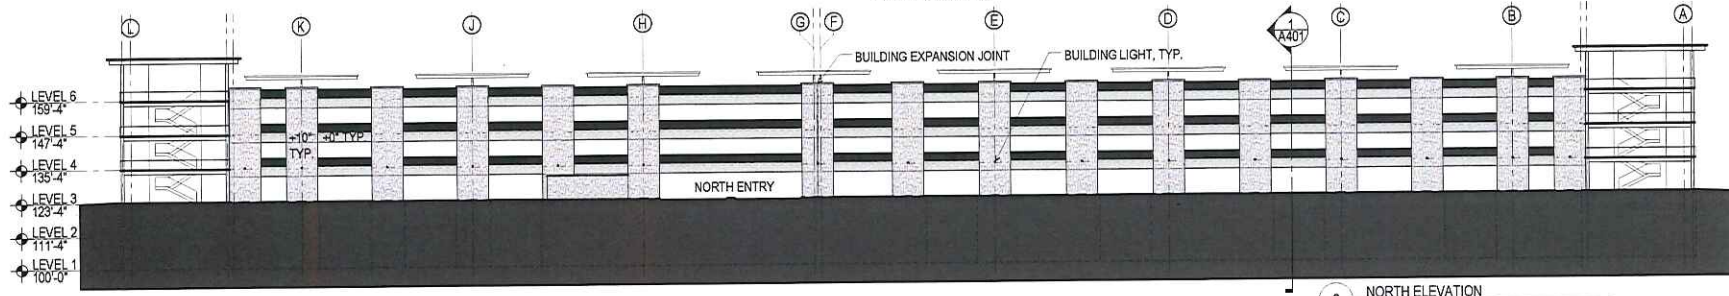 L
K
J
H
G
F
E
D
1
A401
C
B
A
BUILDING EXPANSION JOINT
BUILDING LIGHT, TYP.
LEVEL 6
159'-4"
LEVEL 5
147'-4"
+10"
TYP.
+0" TYP
LEVEL 4
135'-4"
NORTH ENTRY
LEVEL 3
123'-4"
LEVEL 2
111'-4"
LEVEL 1
100'-0"
NORTH ELEVATION